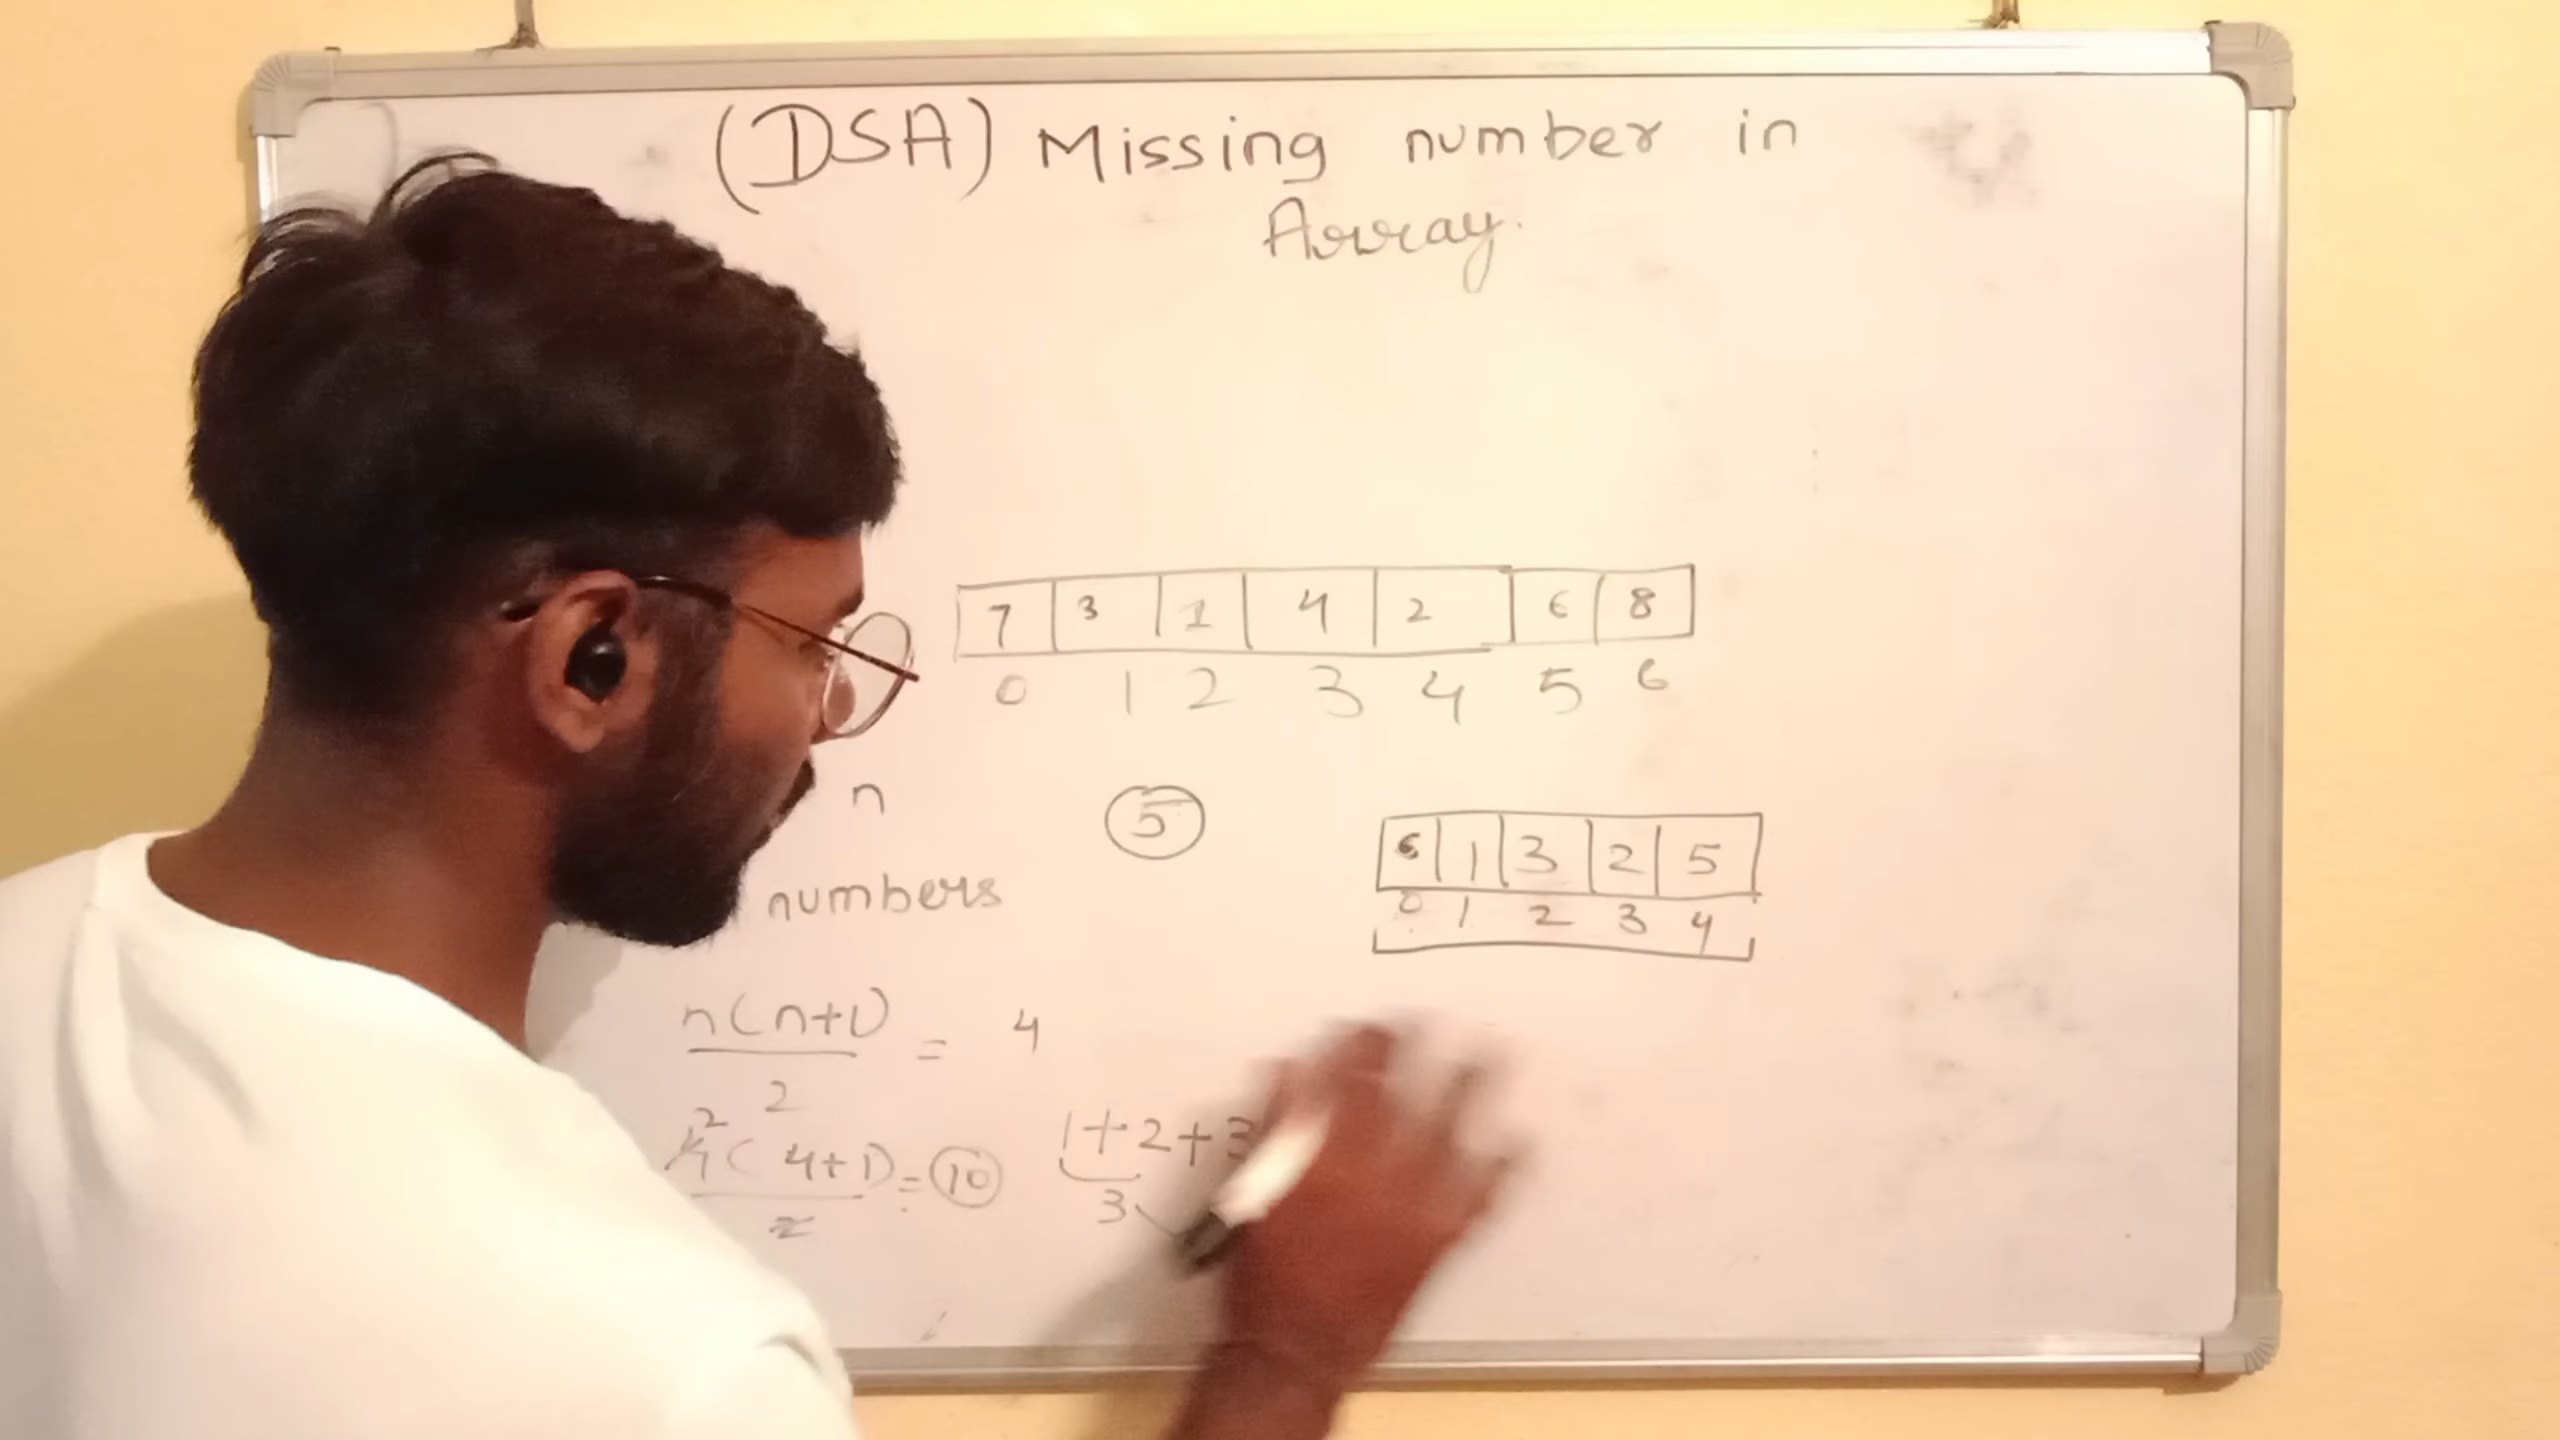 (DSA) Missing number in
Array.
7 3 1 4 2 6 8
0 1 2 3 4 5 6
n
5
numbers
6 1 3 2 5
0 1 2 3 4
n(n+1) = 4
2
2
4(4+1) = 10
2
1+2+3
3